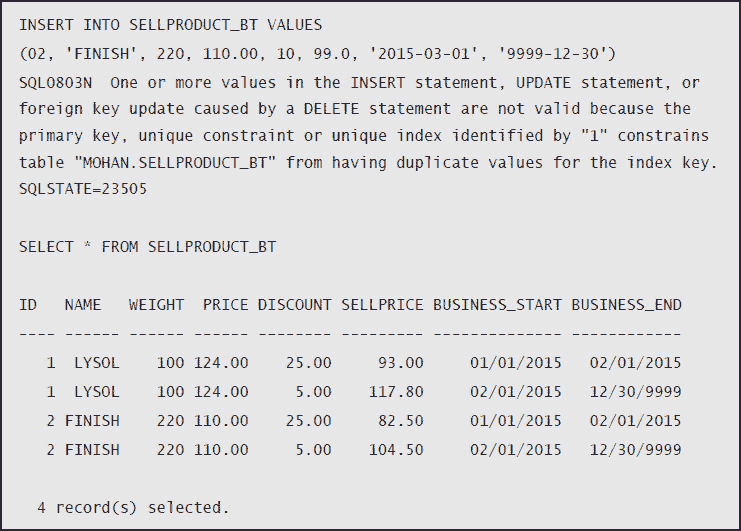 INSERT INTO SELLPRODUCT_BT VALUES
(02, 'FINISH', 220, 110.00, 10, 99.0, '2015-03-01', '9999-12-30')
SQL0803N  One or more values in the INSERT statement, UPDATE statement, or
foreign key update caused by a DELETE statement are not valid because the
primary key, unique constraint or unique index identified by "1" constrains
table "MOHAN.SELLPRODUCT_BT" from having duplicate values for the index key.
SQLSTATE=23505
SELECT * FROM SELLPRODUCT_BT
ID   NAME   WEIGHT  PRICE DISCOUNT SELLPRICE BUSINESS_START BUSINESS_END
---- ------ ------ ------ -------- --------- -------------- ------------
   1  LYSOL    100 124.00    25.00     93.00     01/01/2015   02/01/2015
   1  LYSOL    100 124.00     5.00    117.80     02/01/2015   12/30/9999
   2 FINISH    220 110.00    25.00     82.50     01/01/2015   02/01/2015
   2 FINISH    220 110.00     5.00    104.50     02/01/2015   12/30/9999
  4 record(s) selected.